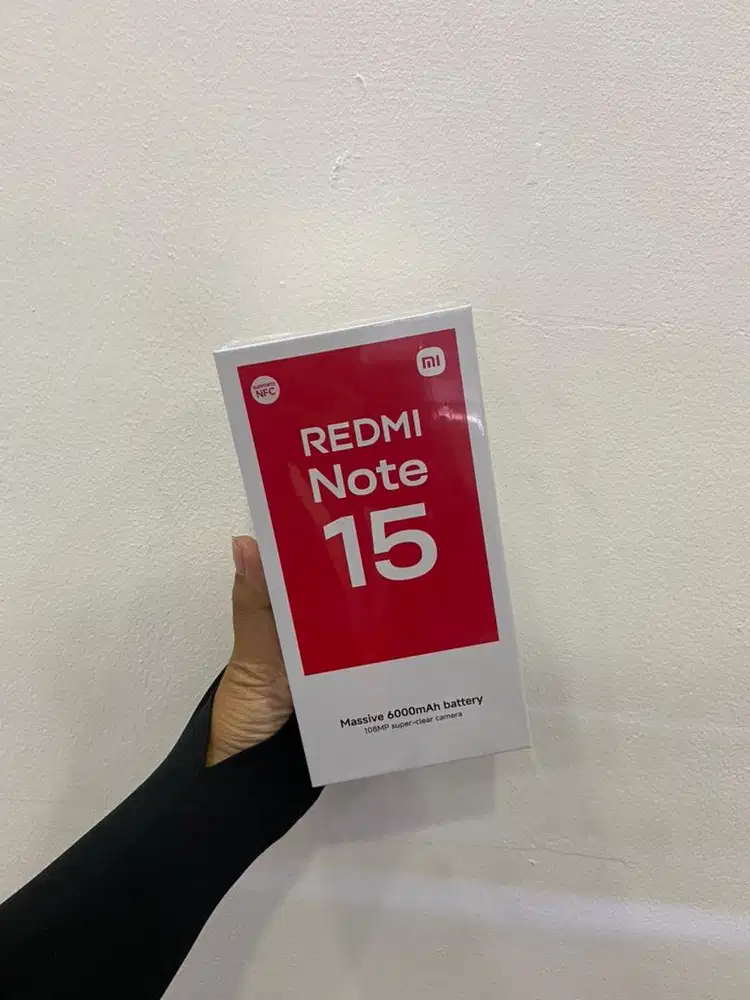 SUPPORTS
NFC
mi
REDMI
Note
15
Massive 6000mAh battery
108MP super-clear camera